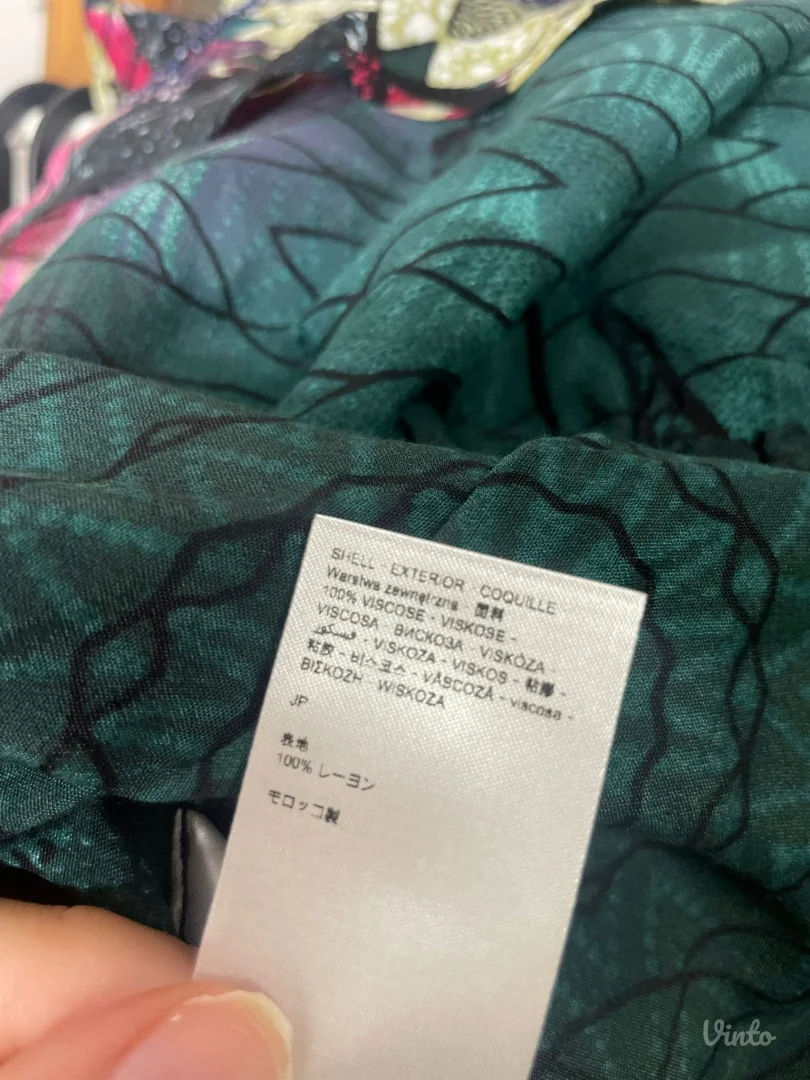 SHELL - EXTERIOR COQUILLE
Warstwa zewnętrzna 面料
100% VISCOSE - VISKOSE -
VISCOSA ВИСКОЗА VISKÓZA -
فسكوز - VISKOZA - VISKOS - 粘膠 -
粘胶 - 비스코스 - VÂSCOZĂ - viscosa -
ΒΙΣΚΟΖΗ WISKOZA
JP
表地
100% レーヨン
モロッコ製
Vinto